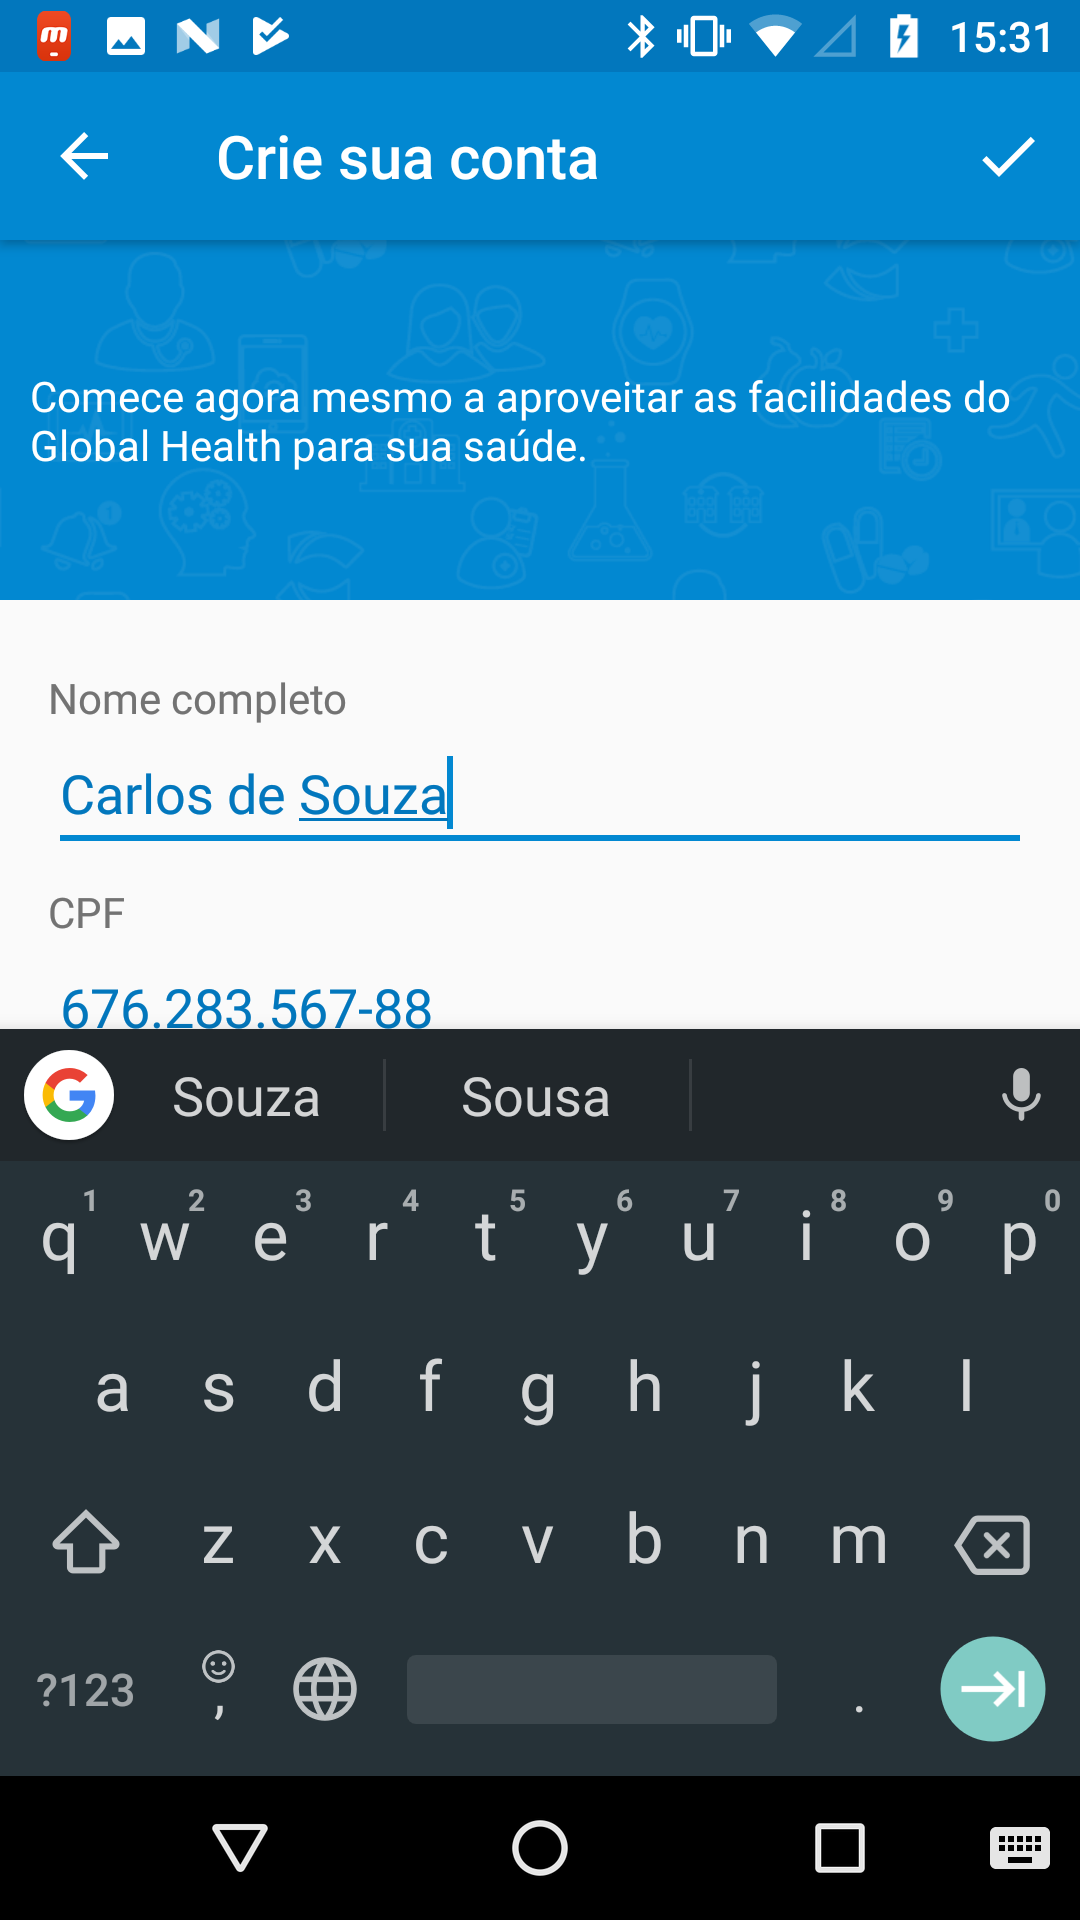 15:31
Crie sua conta
Comece agora mesmo a aproveitar as facilidades do
Global Health para sua saúde.
Nome completo
Carlos de Souza
CPF
676.283.567-88
Souza Sousa
1 2 3 4 5 6 7 8 9 0
q w e r t y u i o p
a s d f g h j k l
z x c v b n m
?123 , .